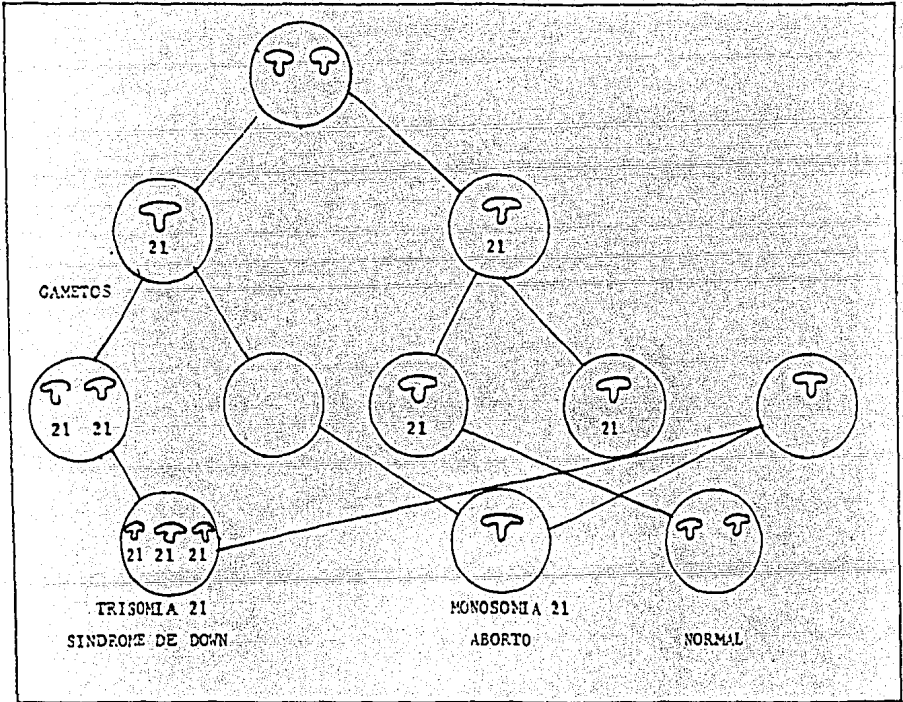 21
21
GAMETOS
21 21
21
21
21 21 21
TRISOMIA 21
MONOSOMIA 21
SINDROME DE DOWN
ABORTO
NORMAL